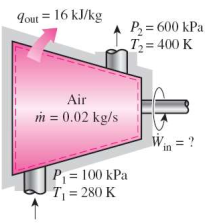 q_out = 16 kJ/kg
P₂ = 600 kPa
T₂ = 400 K
Air
ṁ = 0.02 kg/s
Ẇ_in = ?
P₁ = 100 kPa
T₁ = 280 K